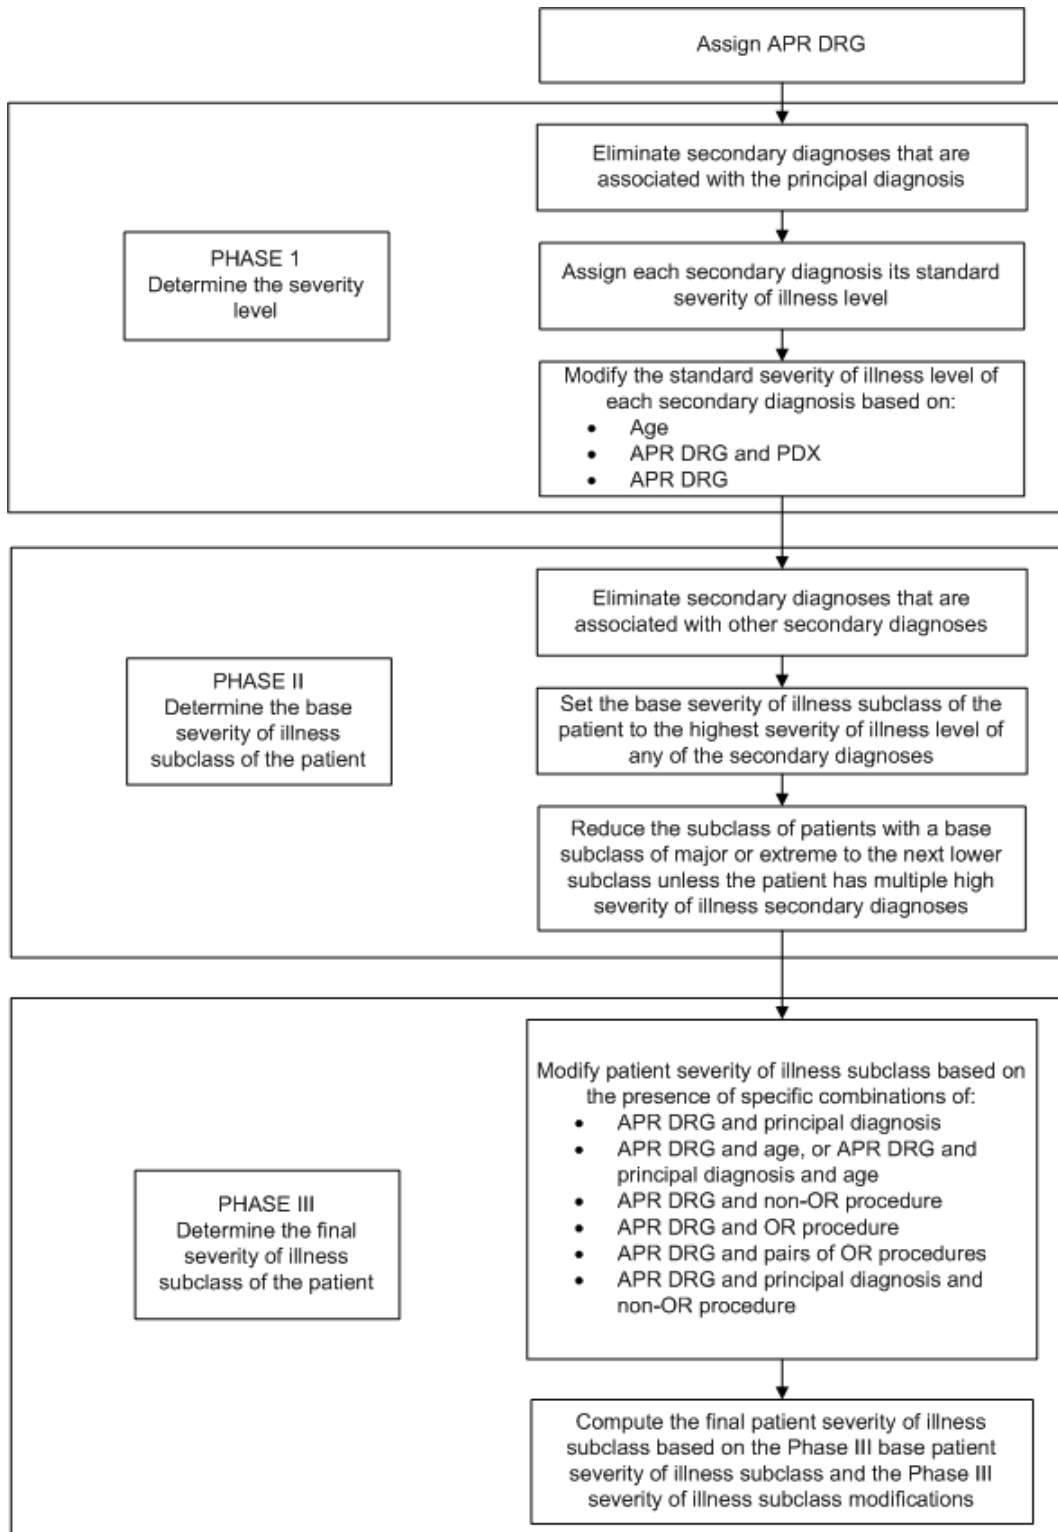 Assign APR DRG
Eliminate secondary diagnoses that are
associated with the principal diagnosis
PHASE 1
Determine the severity
level
Assign each secondary diagnosis its standard
severity of illness level
Modify the standard severity of illness level of
each secondary diagnosis based on:
• Age
• APR DRG and PDX
• APR DRG
Eliminate secondary diagnoses that are
associated with other secondary diagnoses
PHASE II
Determine the base
severity of illness
subclass of the patient
Set the base severity of illness subclass of the
patient to the highest severity of illness level of
any of the secondary diagnoses
Reduce the subclass of patients with a base
subclass of major or extreme to the next lower
subclass unless the patient has multiple high
severity of illness secondary diagnoses
PHASE III
Determine the final
severity of illness
subclass of the patient
Modify patient severity of illness subclass based on
the presence of specific combinations of:
• APR DRG and principal diagnosis
• APR DRG and age, or APR DRG and
principal diagnosis and age
• APR DRG and non-OR procedure
• APR DRG and OR procedure
• APR DRG and pairs of OR procedures
• APR DRG and principal diagnosis and
non-OR procedure
Compute the final patient severity of illness
subclass based on the Phase III base patient
severity of illness subclass and the Phase III
severity of illness subclass modifications